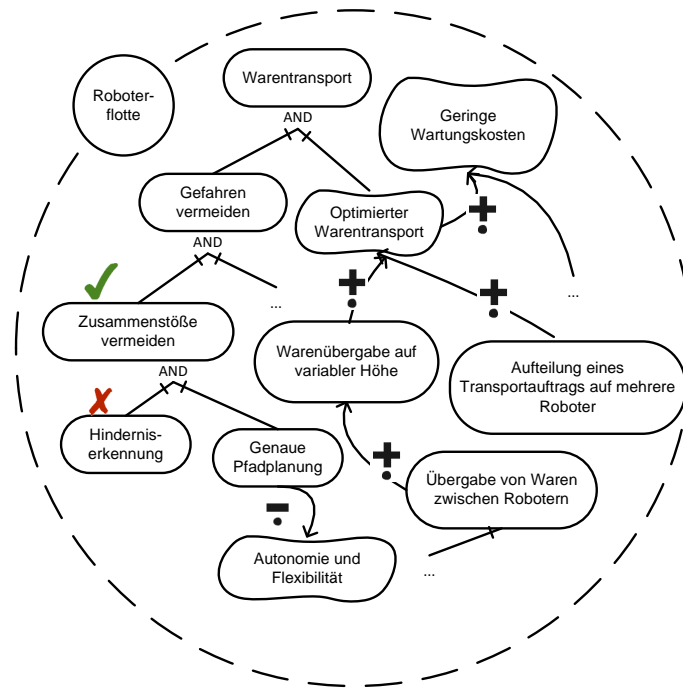 Roboter-
flotte
Warentransport
AND
Geringe
Wartungskosten
Gefahren
vermeiden
AND
Optimierter
Warentransport
...
...
Zusammenstöße
vermeiden
AND
Warenübergabe auf
variabler Höhe
Aufteilung eines
Transportauftrags auf mehrere
Roboter
Hindernis-
erkennung
Genaue
Pfadplanung
Übergabe von Waren
zwischen Robotern
Autonomie und
Flexibilität
...